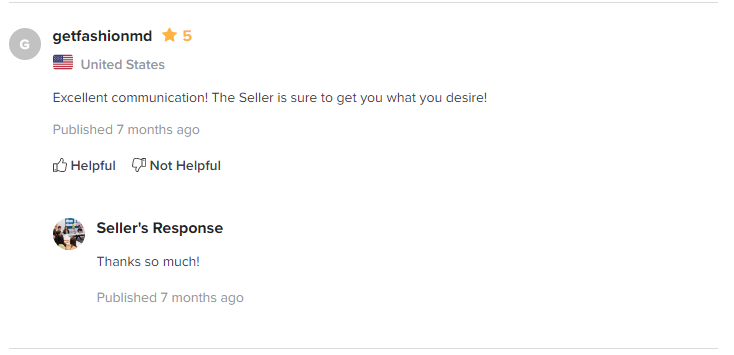 G
getfashionmd 5
United States
Excellent communication! The Seller is sure to get you what you desire!
Published 7 months ago
Helpful Not Helpful
Seller's Response
Thanks so much!
Published 7 months ago